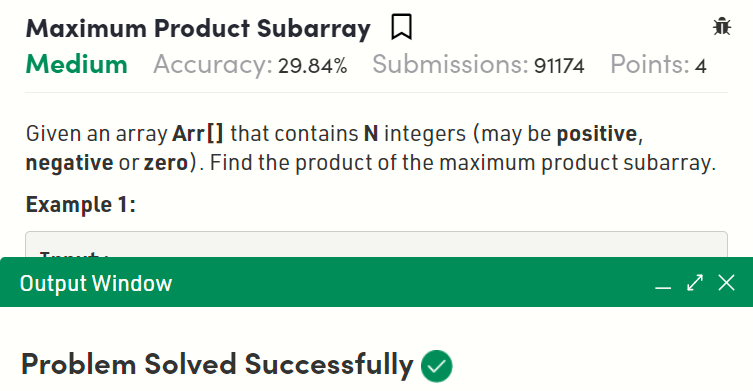 Maximum Product Subarray
Medium Accuracy: 29.84% Submissions: 91174 Points: 4
Given an array Arr[] that contains N integers (may be positive,
negative or zero). Find the product of the maximum product subarray.
Example 1:
Output Window
Problem Solved Successfully